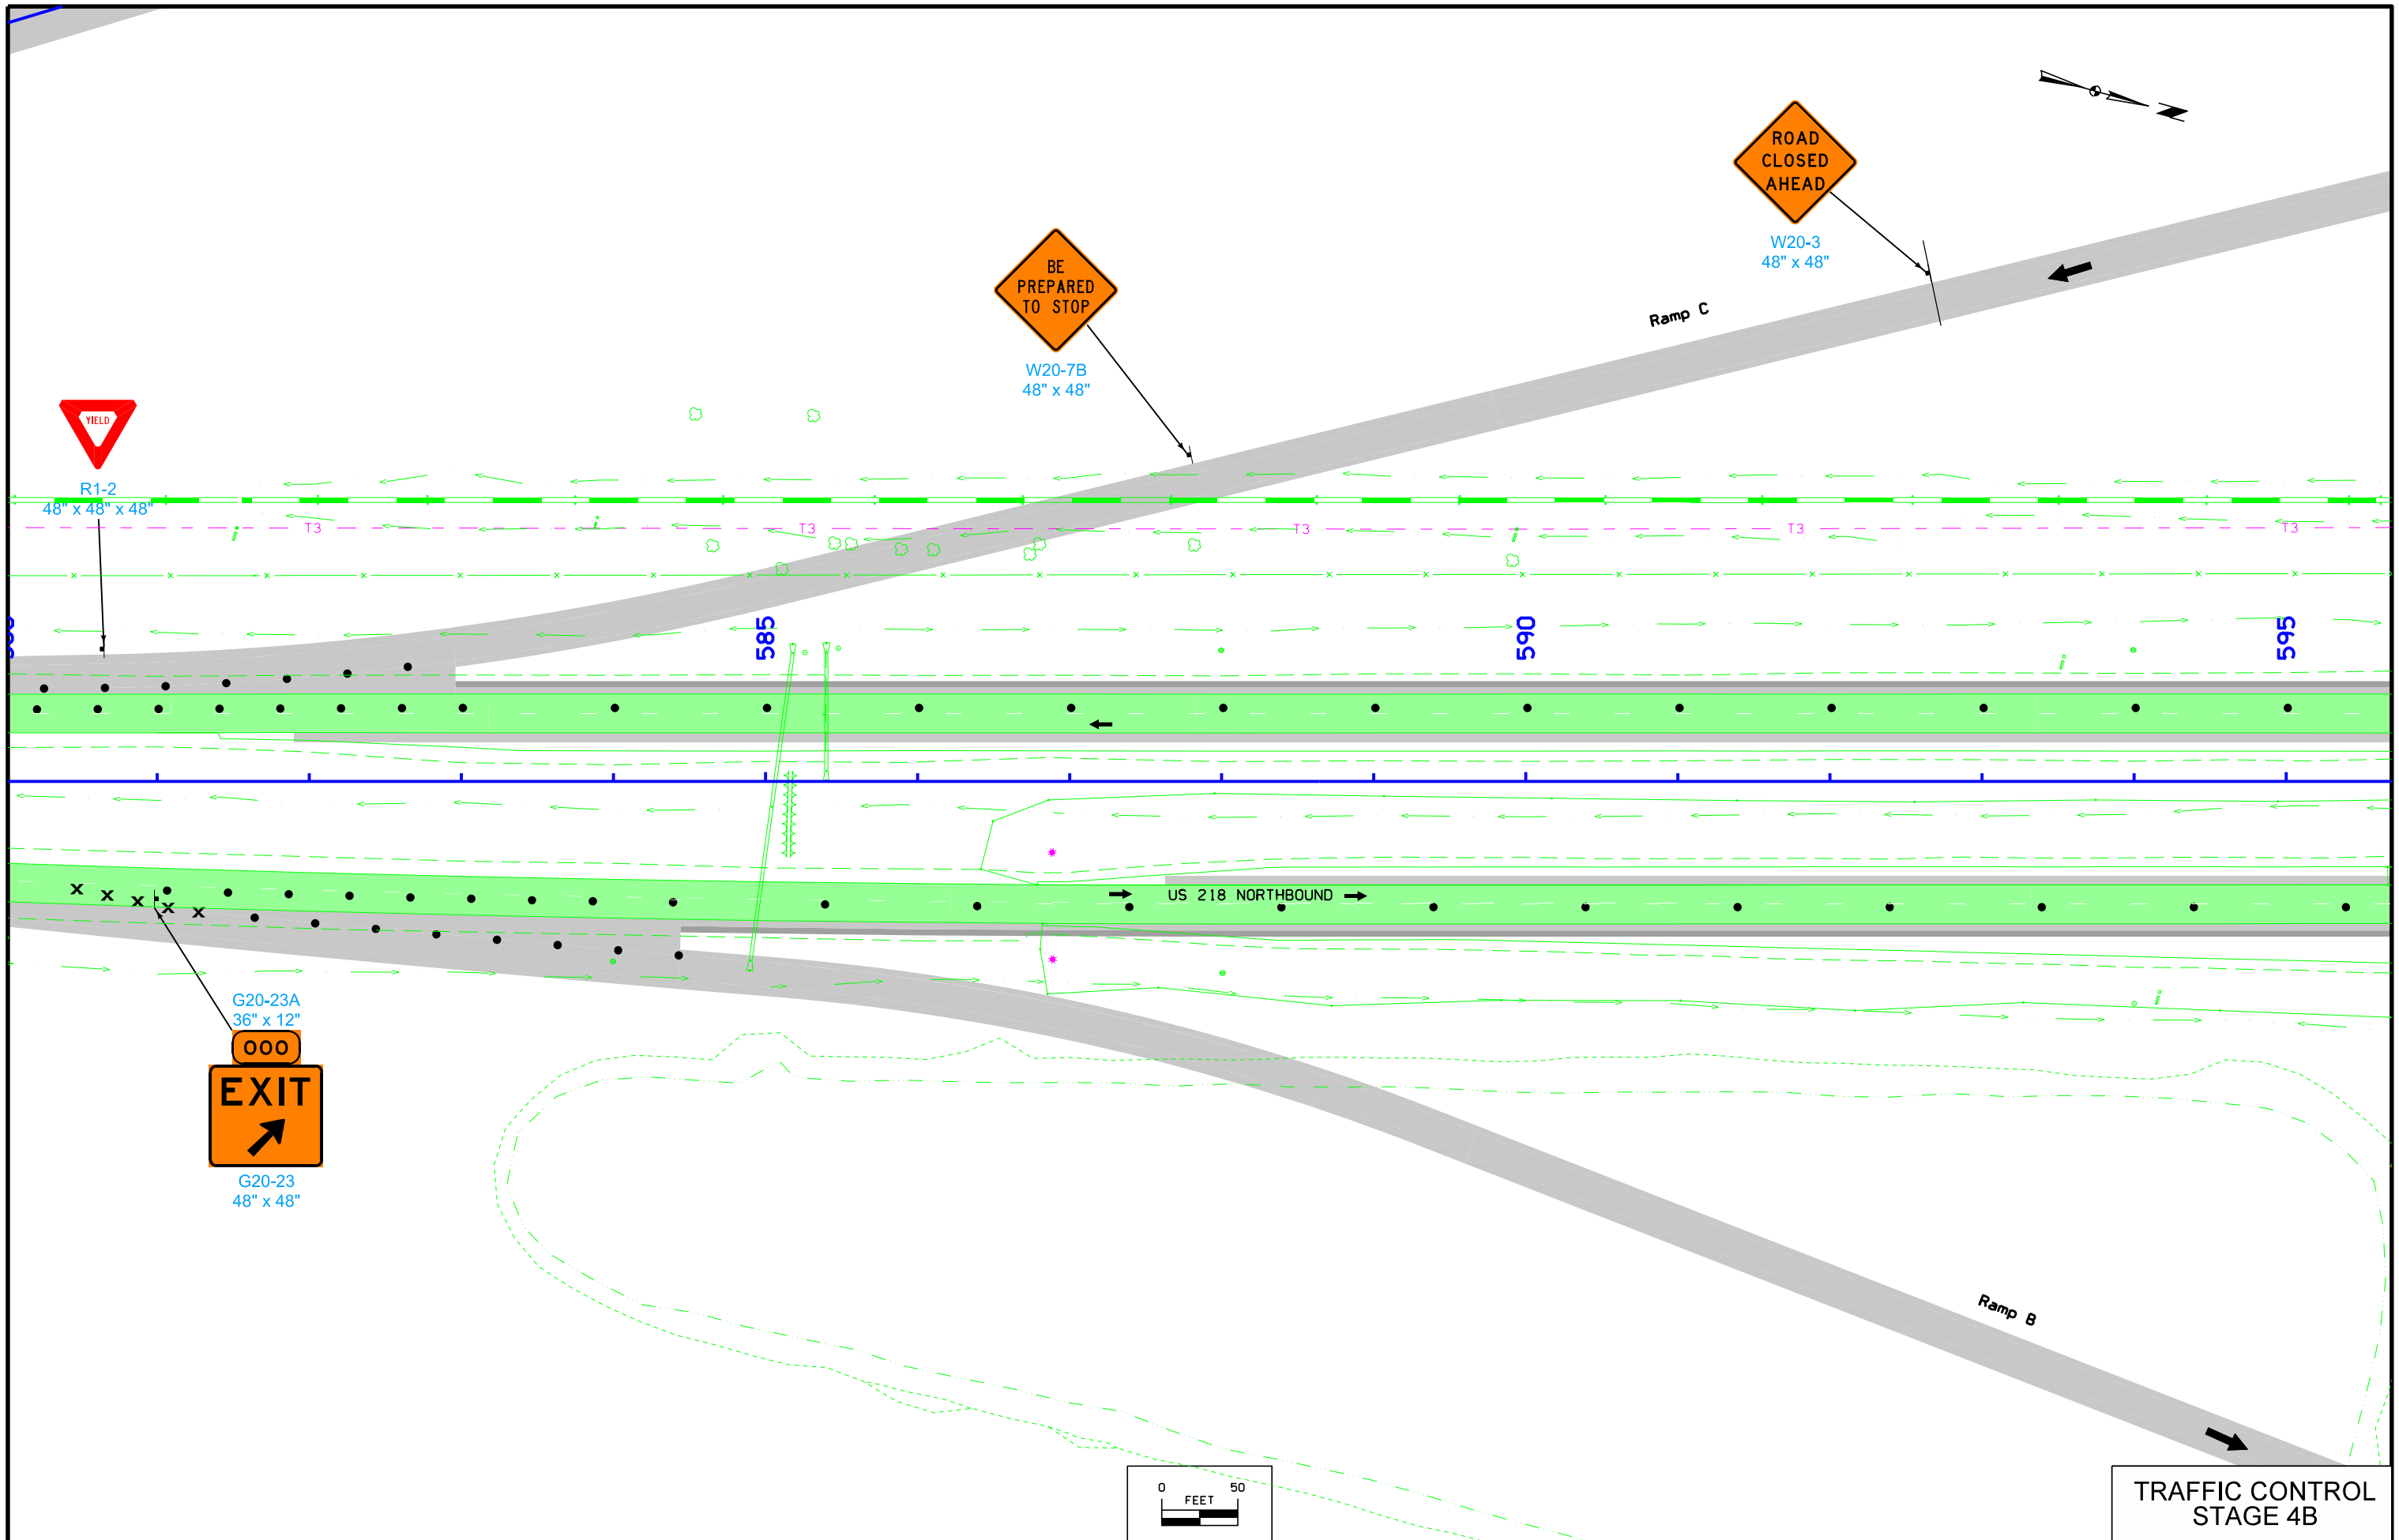 ROAD
CLOSED
AHEAD
W20-3
48" x 48"
BE
PREPARED
TO STOP
W20-7B
48" x 48"
Ramp C
YIELD
R1-2
48" x 48" x 48"
T3
T3
T3
T3
T3
585
590
595
US 218 NORTHBOUND
G20-23A
36" x 12"
000
EXIT
G20-23
48" x 48"
Ramp B
0 50
FEET
TRAFFIC CONTROL
STAGE 4B